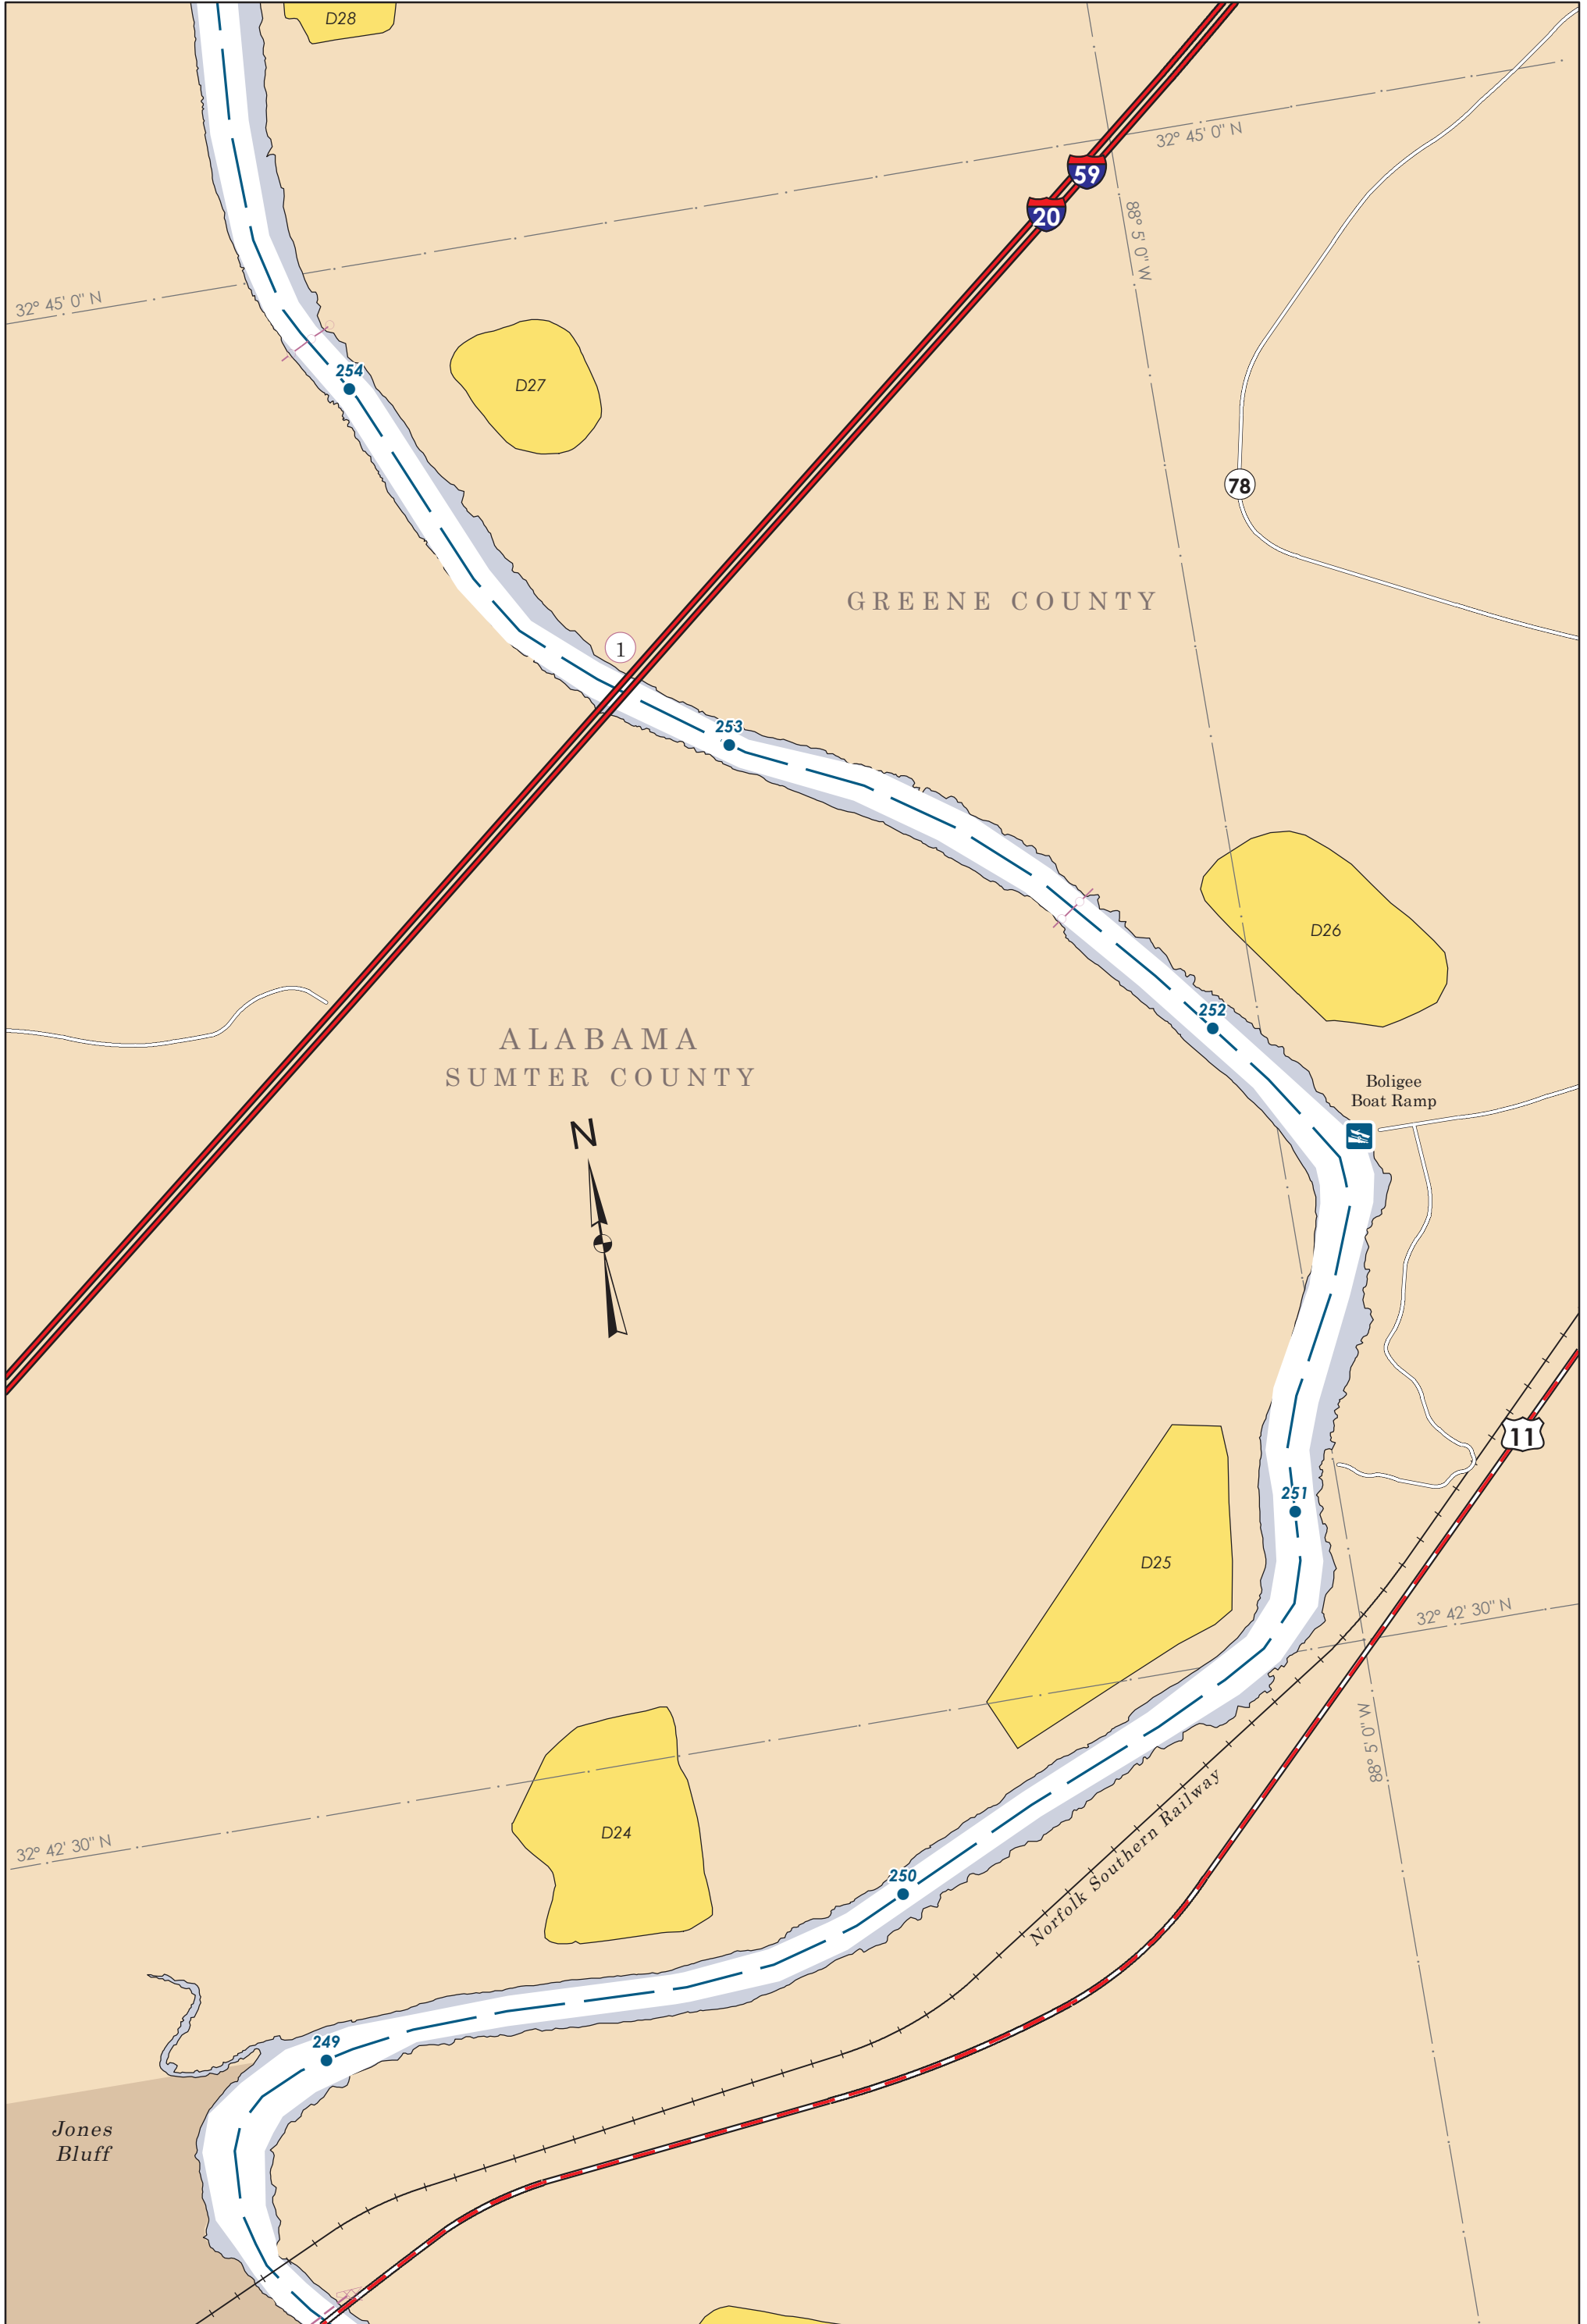 D28
32° 45' 0" N
59
20
88° 5' 0" W
32° 45' 0" N
254
D27
78
GREENE COUNTY
1
253
D26
252
ALABAMA
SUMTER COUNTY
Boligee
Boat Ramp
N
11
251
D25
32° 42' 30" N
88° 5' 0" W
Norfolk Southern Railway
D24
32° 42' 30" N
250
249
Jones
Bluff